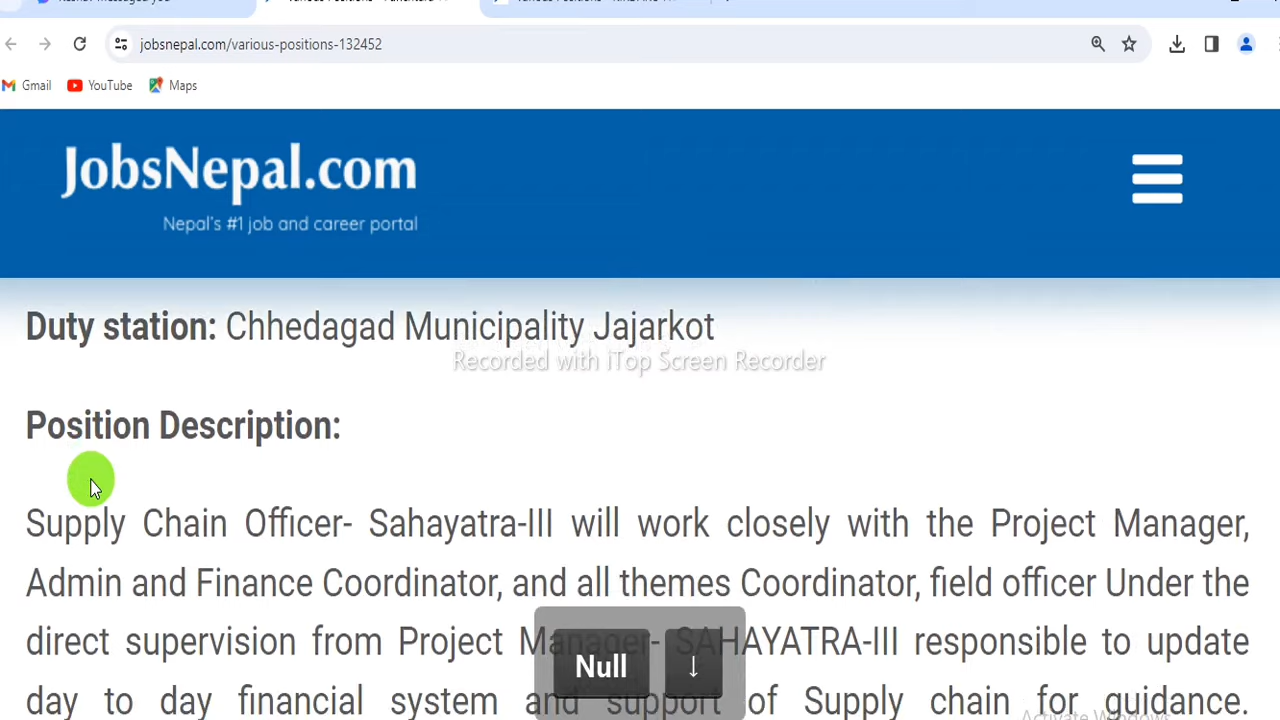 jobsnepal.com/various-positions-132452
Gmail YouTube Maps
JobsNepal.com
Nepal's #1 job and career portal
Duty station: Chhedagad Municipality Jajarkot
Recorded with iTop Screen Recorder
Position Description:
Supply Chain Officer- Sahayatra-III will work closely with the Project Manager,
Admin and Finance Coordinator, and all themes Coordinator, field officer Under the
direct supervision from Project Manager- SAHAYATRA-III responsible to update
Null ↓
day to day financial system and support of Supply chain for guidance.
Activate Windows